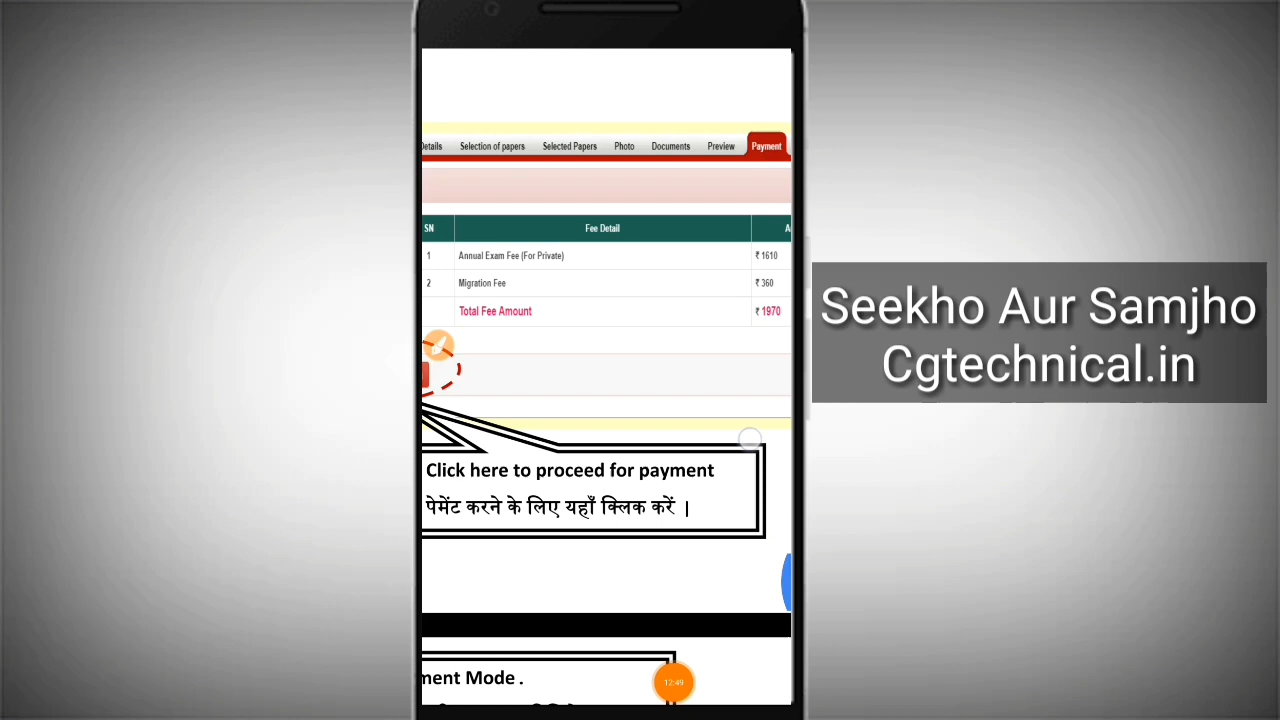 Details Selection of papers Selected Papers Photo Documents Preview Payment
SN Fee Detail
1 Annual Exam Fee (For Private) ₹ 1610
2 Migration Fee ₹ 360
Total Fee Amount ₹ 1970
Seekho Aur Samjho
Cgtechnical.in
Click here to proceed for payment
पेमेंट करने के लिए यहाँ क्लिक करें ।
ment Mode .
12:49